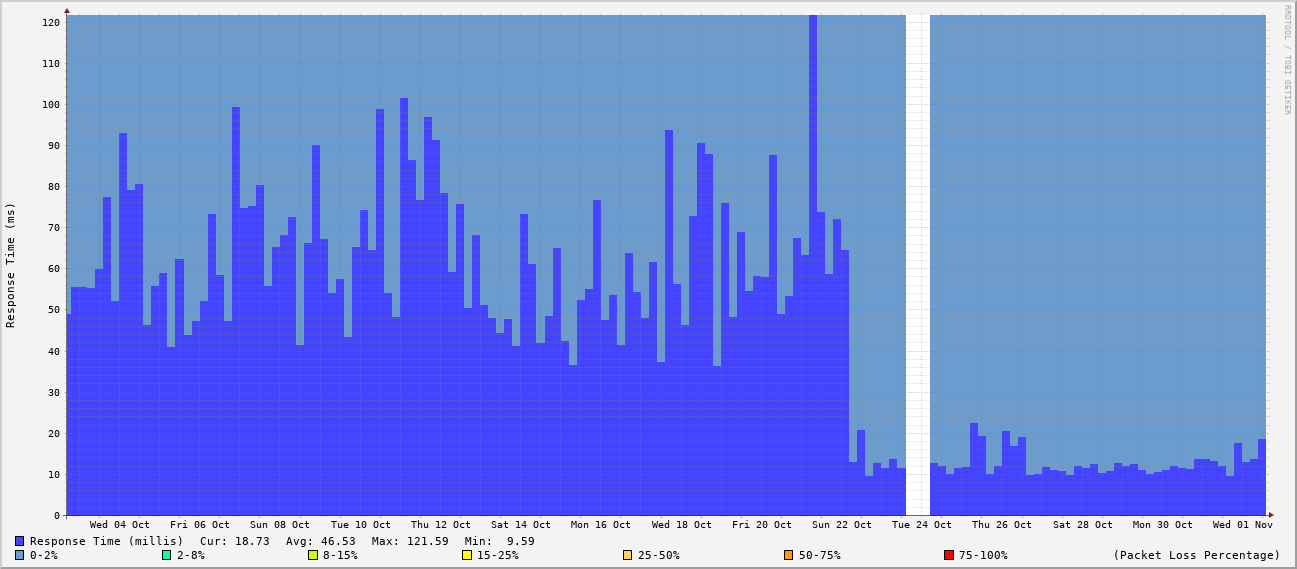 RRDTOOL / TOBI OETIKER
Response Time (ms)
120
110
100
90
80
70
60
50
40
30
20
10
0
Wed 04 Oct Fri 06 Oct Sun 08 Oct Tue 10 Oct Thu 12 Oct Sat 14 Oct Mon 16 Oct Wed 18 Oct Fri 20 Oct Sun 22 Oct Tue 24 Oct Thu 26 Oct Sat 28 Oct Mon 30 Oct Wed 01 Nov
Response Time (millis) Cur: 18.73 Avg: 46.53 Max: 121.59 Min: 9.59
0-2% 2-8% 8-15% 15-25% 25-50% 50-75% 75-100% (Packet Loss Percentage)